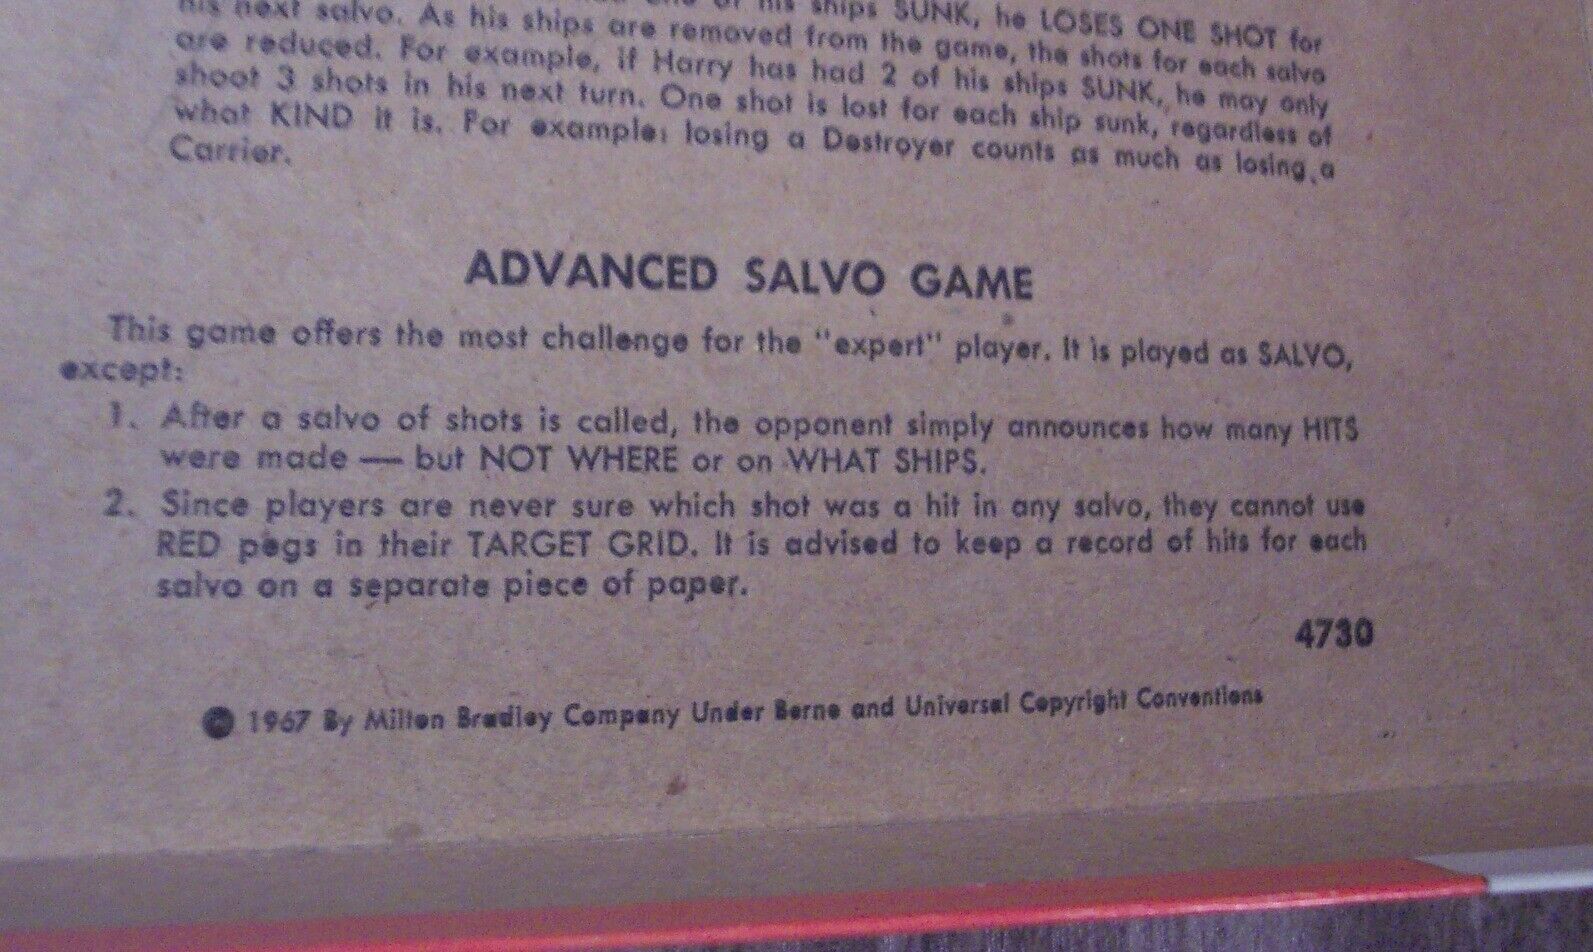 his ships SUNK, he LOSES ONE SHOT for
his next salvo. As his ships are removed from the game, the shots for each salvo
are reduced. For example, if Harry has had 2 of his ships SUNK, he may only
shoot 3 shots in his next turn. One shot is lost for each ship sunk, regardless of
what KIND it is. For example: losing a Destroyer counts as much as losing a
Carrier.
ADVANCED SALVO GAME
This game offers the most challenge for the "expert" player. It is played as SALVO,
except:
1. After a salvo of shots is called, the opponent simply announces how many HITS
were made — but NOT WHERE or on WHAT SHIPS.
2. Since players are never sure which shot was a hit in any salvo, they cannot use
RED pegs in their TARGET GRID. It is advised to keep a record of hits for each
salvo on a separate piece of paper.
4730
© 1967 By Milton Bradley Company Under Berne and Universal Copyright Conventions